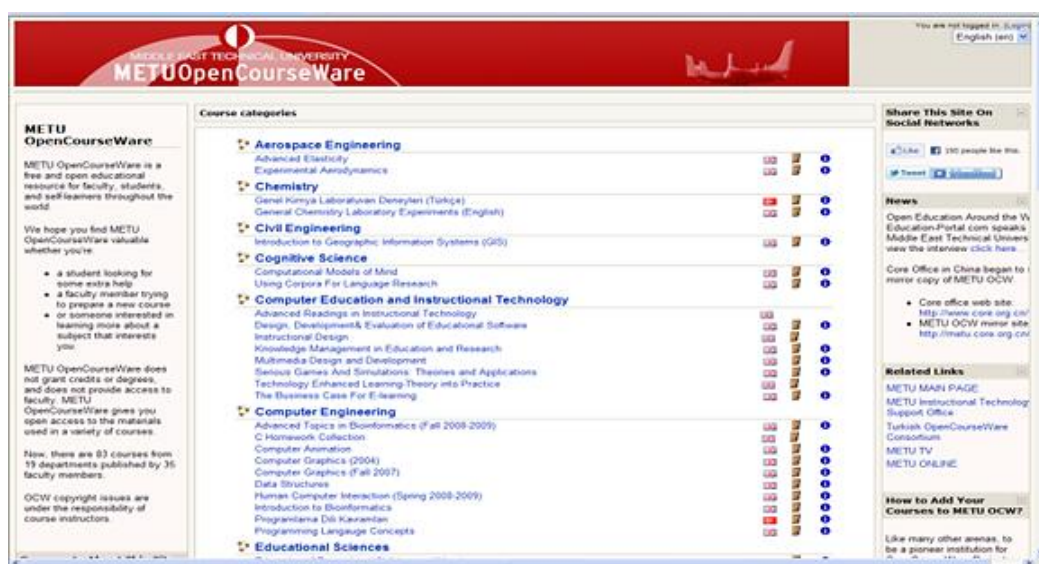 You are not logged in. (Login
English (en)
MIDDLE EAST TECHNICAL UNIVERSITY
METUOpenCourseWare
METU
OpenCourseWare
METU OpenCourseWare is a
free and open educational
resource for faculty, students,
and self-learners throughout the
world.
We hope you find METU
OpenCourseWare valuable
whether you're:
a student looking for
some extra help
a faculty member trying
to prepare a new course
or someone interested in
learning more about a
subject that interests
you.
METU OpenCourseWare does
not grant credits or degrees,
and does not provide access to
faculty. METU
OpenCourseWare gives you
open access to the materials
used in a variety of courses.
Now, there are 83 courses from
19 departments published by 35
faculty members.
OCW copyright issues are
under the responsibility of
course instructors.
Course categories
Aerospace Engineering
Advanced Elasticity
Experimental Aerodynamics
Chemistry
Genel Kimya Laboratuvarı Deneyleri (Türkçe)
General Chemistry Laboratory Experiments (English)
Civil Engineering
Introduction to Geographic Information Systems (GIS)
Cognitive Science
Computational Models of Mind
Using Corpora For Language Research
Computer Education and Instructional Technology
Advanced Readings in Instructional Technology
Design, Development& Evaluation of Educational Software
Instructional Design
Knowledge Management in Education and Research
Multimedia Design and Development
Serious Games And Simulations: Theories and Applications
Technology Enhanced Learning-Theory into Practice
The Business Case For E-learning
Computer Engineering
Advanced Topics in Bioinformatics (Fall 2008-2009)
C Homework Collection
Computer Animation
Computer Graphics (2004)
Computer Graphics (Fall 2007)
Data Structures
Human Computer Interaction (Spring 2008-2009)
Introduction to Bioinformatics
Programlama Dili Kavramları
Programming Langauge Concepts
Educational Sciences
Share This Site On
Social Networks
Like
190 people like this.
Tweet
News
Open Education Around the W
Education-Portal.com speaks
Middle East Technical Univers
view the interview click here...
Core Office in China began to
mirror copy of METU OCW.
Core office web site:
http://www.core.org.cn/
METU OCW mirror site
http://metu.core.org.cn
Related Links
METU MAIN PAGE
METU Instructional Technology
Support Office
Turkish OpenCourseWare
Consortium
METU TV
METU ONLINE
How to Add Your
Courses to METU OCW?
Like many other arenas, to
be a pioneer institution for